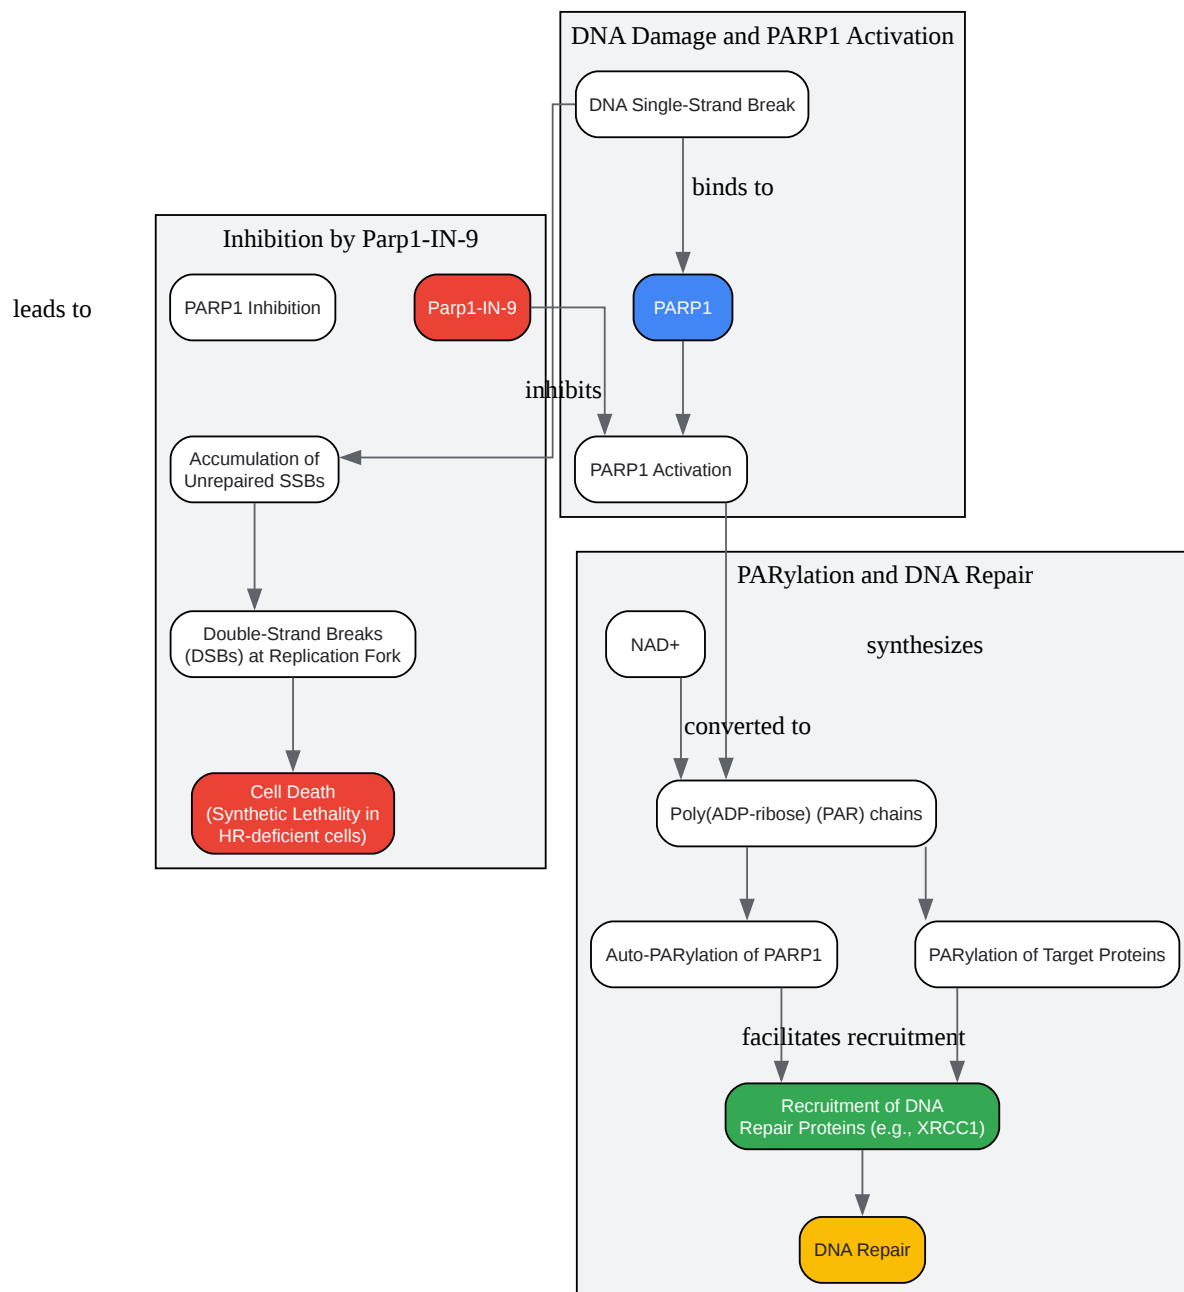 DNA Damage and PARP1 Activation
DNA Single-Strand Break
binds to
Inhibition by Parp1-IN-9
leads to
PARP1 Inhibition
Parp1-IN-9
PARP1
inhibits
Accumulation of
Unrepaired SSBs
PARP1 Activation
PARylation and DNA Repair
Double-Strand Breaks
(DSBs) at Replication Fork
NAD+
synthesizes
converted to
Cell Death
(Synthetic Lethality in
HR-deficient cells)
Poly(ADP-ribose) (PAR) chains
Auto-PARylation of PARP1
PARylation of Target Proteins
facilitates recruitment
Recruitment of DNA
Repair Proteins (e.g., XRCC1)
DNA Repair